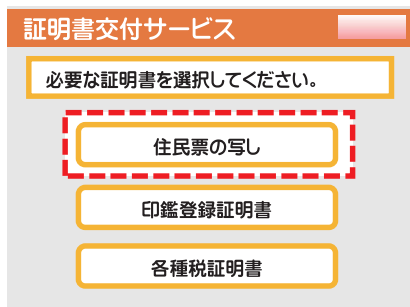 証明書交付サービス
必要な証明書を選択してください。
住民票の写し
印鑑登録証明書
各種税証明書